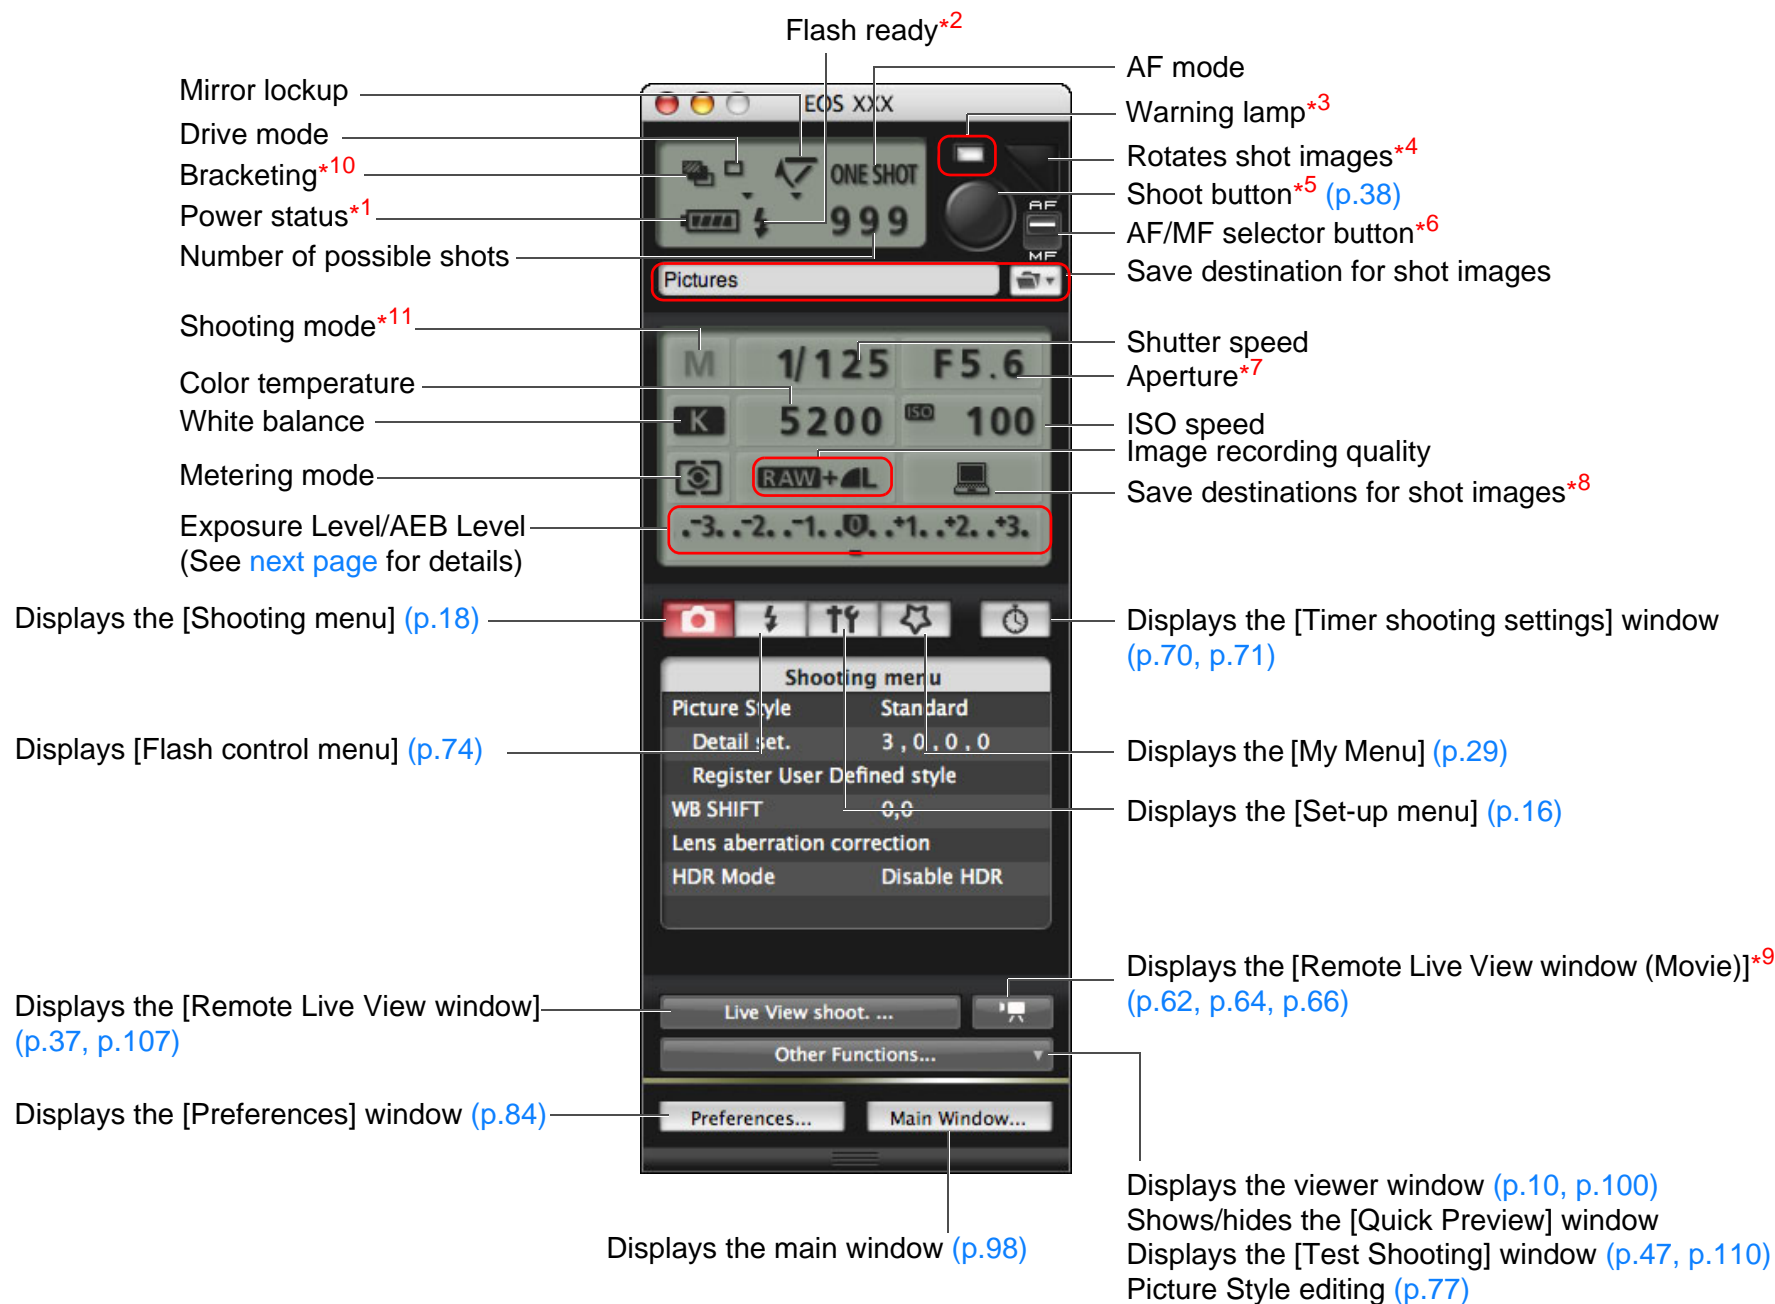 Flash ready*2
Mirror lockup
Drive mode
Bracketing*10
Power status*1
Number of possible shots
Shooting mode*11
Color temperature
White balance
Metering mode
Exposure Level/AEB Level
(See next page for details)
Displays the [Shooting menu] (p.18)
Displays [Flash control menu] (p.74)
Displays the [Remote Live View window]
(p.37, p.107)
Displays the [Preferences] window (p.84)
EOS XXX
ONE SHOT
999
AF
MF
Pictures
M 1/125 F5.6
K 5200 ISO 100
RAW+L
.-3. .-2. .-1. .0. .+1. .+2. .+3.
Shooting menu
Picture Style Standard
Detail set. 3 , 0 , 0 , 0
Register User Defined style
WB SHIFT 0,0
Lens aberration correction
HDR Mode Disable HDR
Live View shoot. ...
Other Functions...
Preferences... Main Window...
Displays the main window (p.98)
AF mode
Warning lamp*3
Rotates shot images*4
Shoot button*5 (p.38)
AF/MF selector button*6
Save destination for shot images
Shutter speed
Aperture*7
ISO speed
Image recording quality
Save destinations for shot images*8
Displays the [Timer shooting settings] window
(p.70, p.71)
Displays the [My Menu] (p.29)
Displays the [Set-up menu] (p.16)
Displays the [Remote Live View window (Movie)]*9
(p.62, p.64, p.66)
Displays the viewer window (p.10, p.100)
Shows/hides the [Quick Preview] window
Displays the [Test Shooting] window (p.47, p.110)
Picture Style editing (p.77)